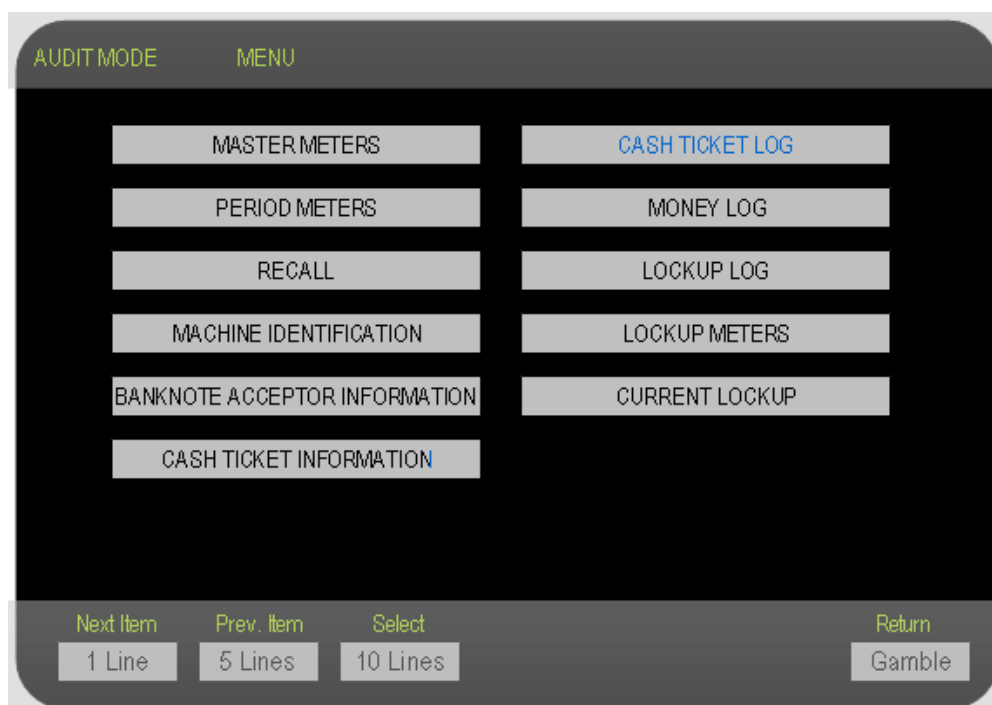 AUDIT MODE MENU
MASTER METERS
PERIOD METERS
RECALL
MACHINE IDENTIFICATION
BANKNOTE ACCEPTOR INFORMATION
CASH TICKET INFORMATION
CASH TICKET LOG
MONEY LOG
LOCKUP LOG
LOCKUP METERS
CURRENT LOCKUP
Next Item Prev. Item Select Return
1 Line 5 Lines 10 Lines Gamble